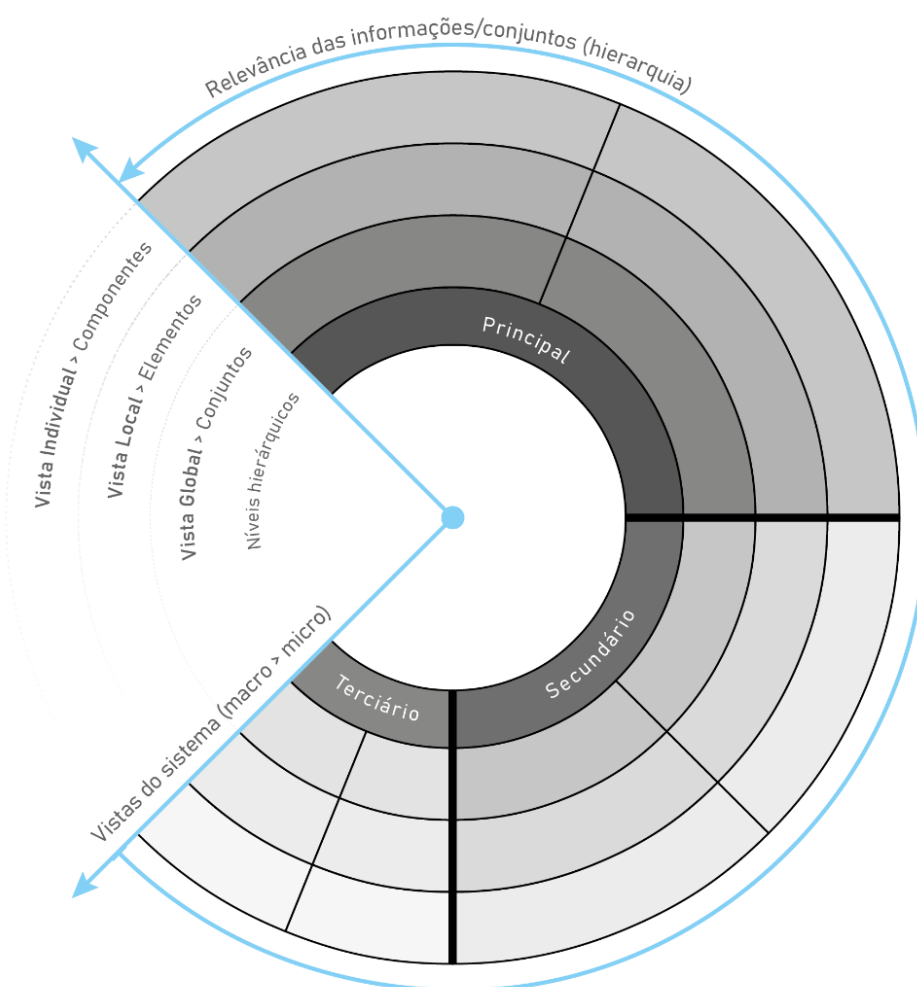 Relevância das informações/conjuntos (hierarquia)
Vista Individual > Componentes
Vista Local > Elementos
Vista Global > Conjuntos
Níveis hierárquicos
Principal
Secundário
Terciário
Vistas do sistema (macro > micro)